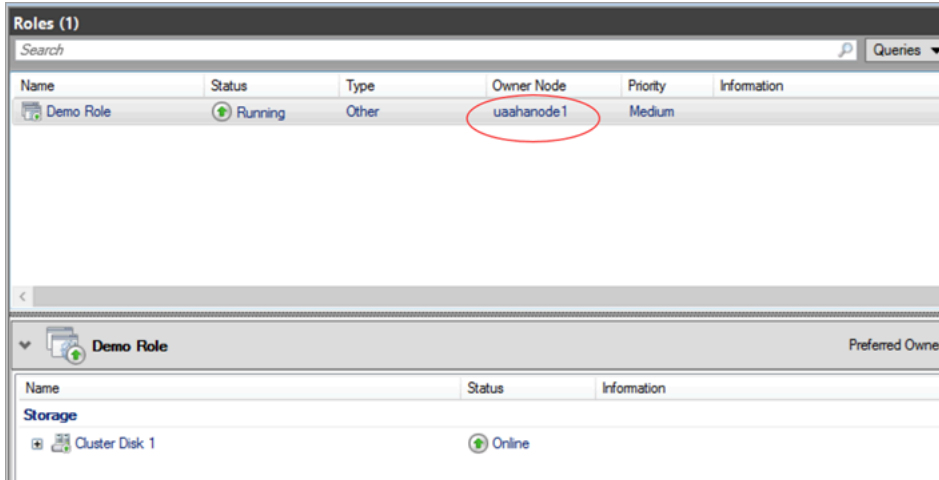 Roles (1)
Search Queries
Name Status Type Owner Node Priority Information
Demo Role Running Other uaahanode1 Medium
Demo Role Preferred Owne
Name Status Information
Storage
Cluster Disk 1 Online